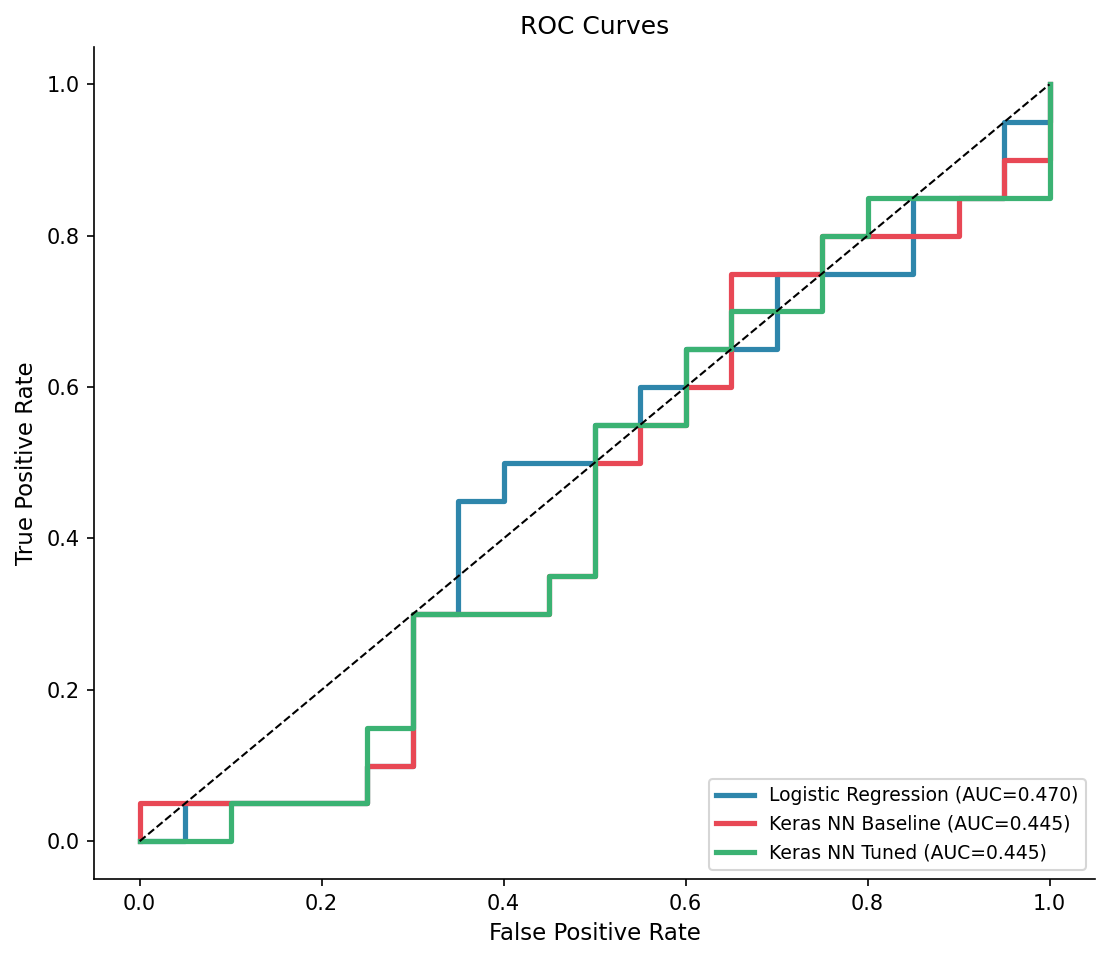 ROC Curves
True Positive Rate
1.0
0.8
0.6
0.4
0.2
0.0
0.0 0.2 0.4 0.6 0.8 1.0
False Positive Rate
Logistic Regression (AUC=0.470)
Keras NN Baseline (AUC=0.445)
Keras NN Tuned (AUC=0.445)